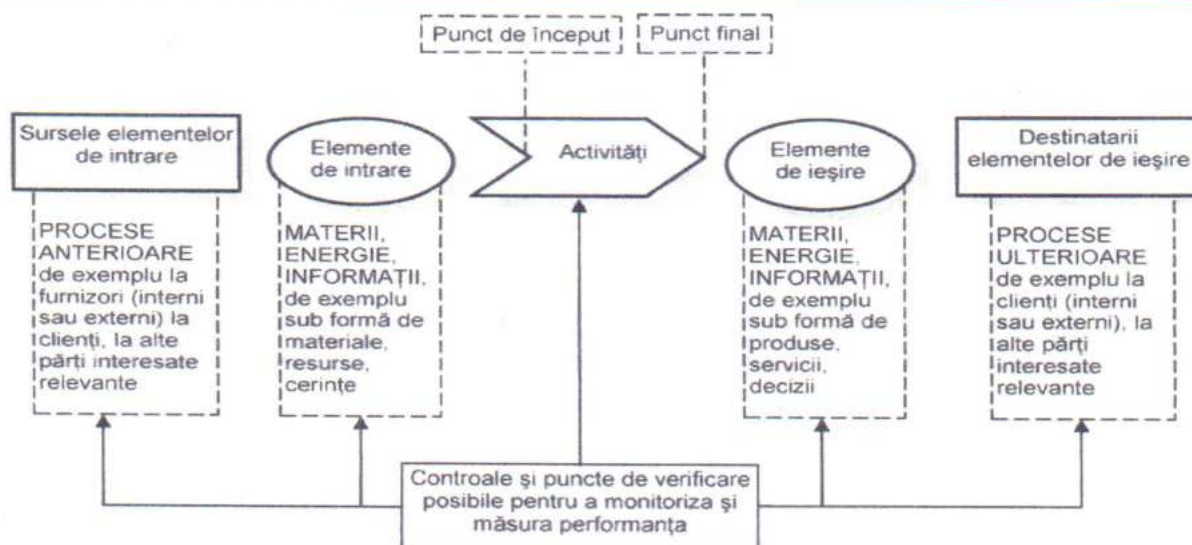 Punct de început
Punct final
Sursele elementelor
de intrare
Elemente
de intrare
Activități
Elemente
de ieșire
Destinatarii
elementelor de ieșire
PROCESE
ANTERIOARE
de exemplu la
furnizori (interni
sau externi) la
clienți, la alte
părți interesate
relevante
MATERII,
ENERGIE,
INFORMAȚII,
de exemplu
sub formă de
materiale,
resurse,
cerințe
MATERII,
ENERGIE,
INFORMAȚII,
de exemplu
sub formă de
produse,
servicii,
decizii
PROCESE
ULTERIOARE
de exemplu la
clienți (interni
sau externi), la
alte părți
interesate
relevante
Controale și puncte de verificare
posibile pentru a monitoriza și
măsura performanța